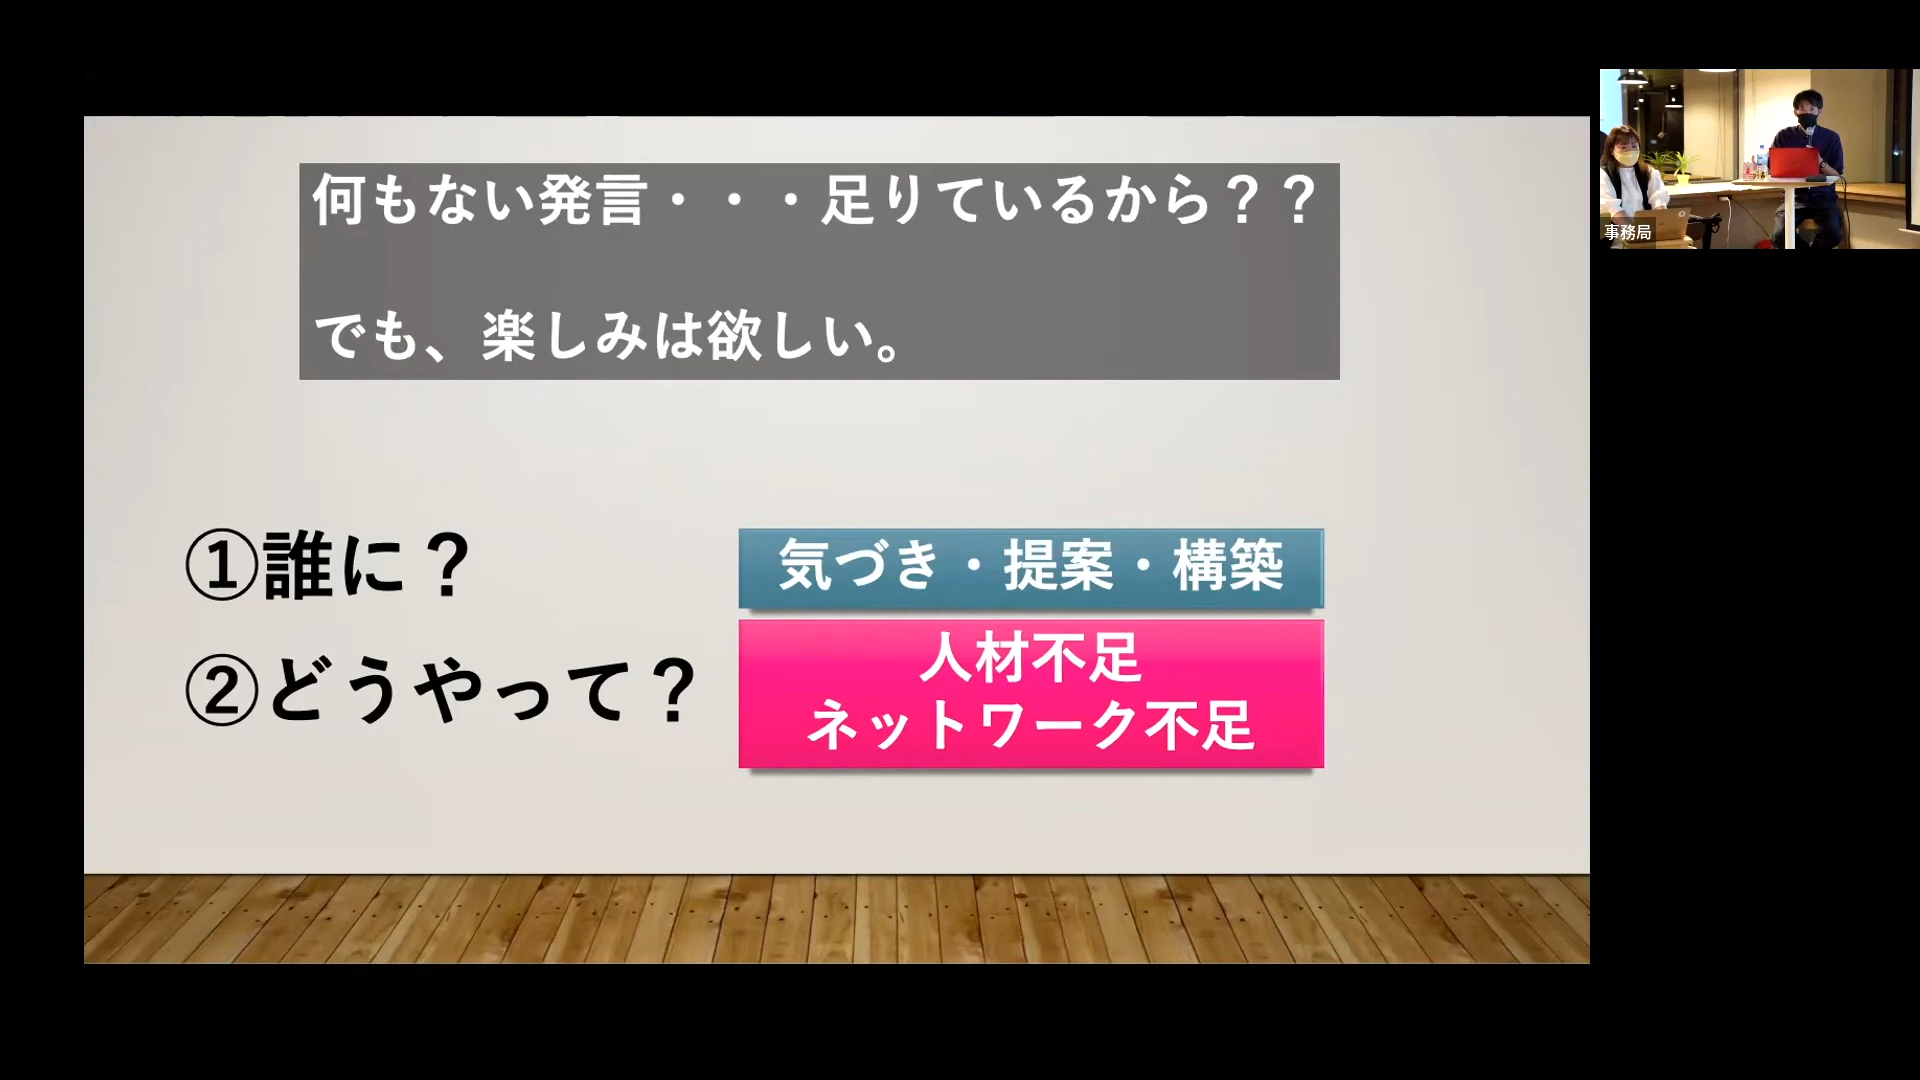 何もない発言・・・足りているから？？
でも、楽しみは欲しい。
①誰に？
気づき・提案・構築
②どうやって？
人材不足
ネットワーク不足
事務局